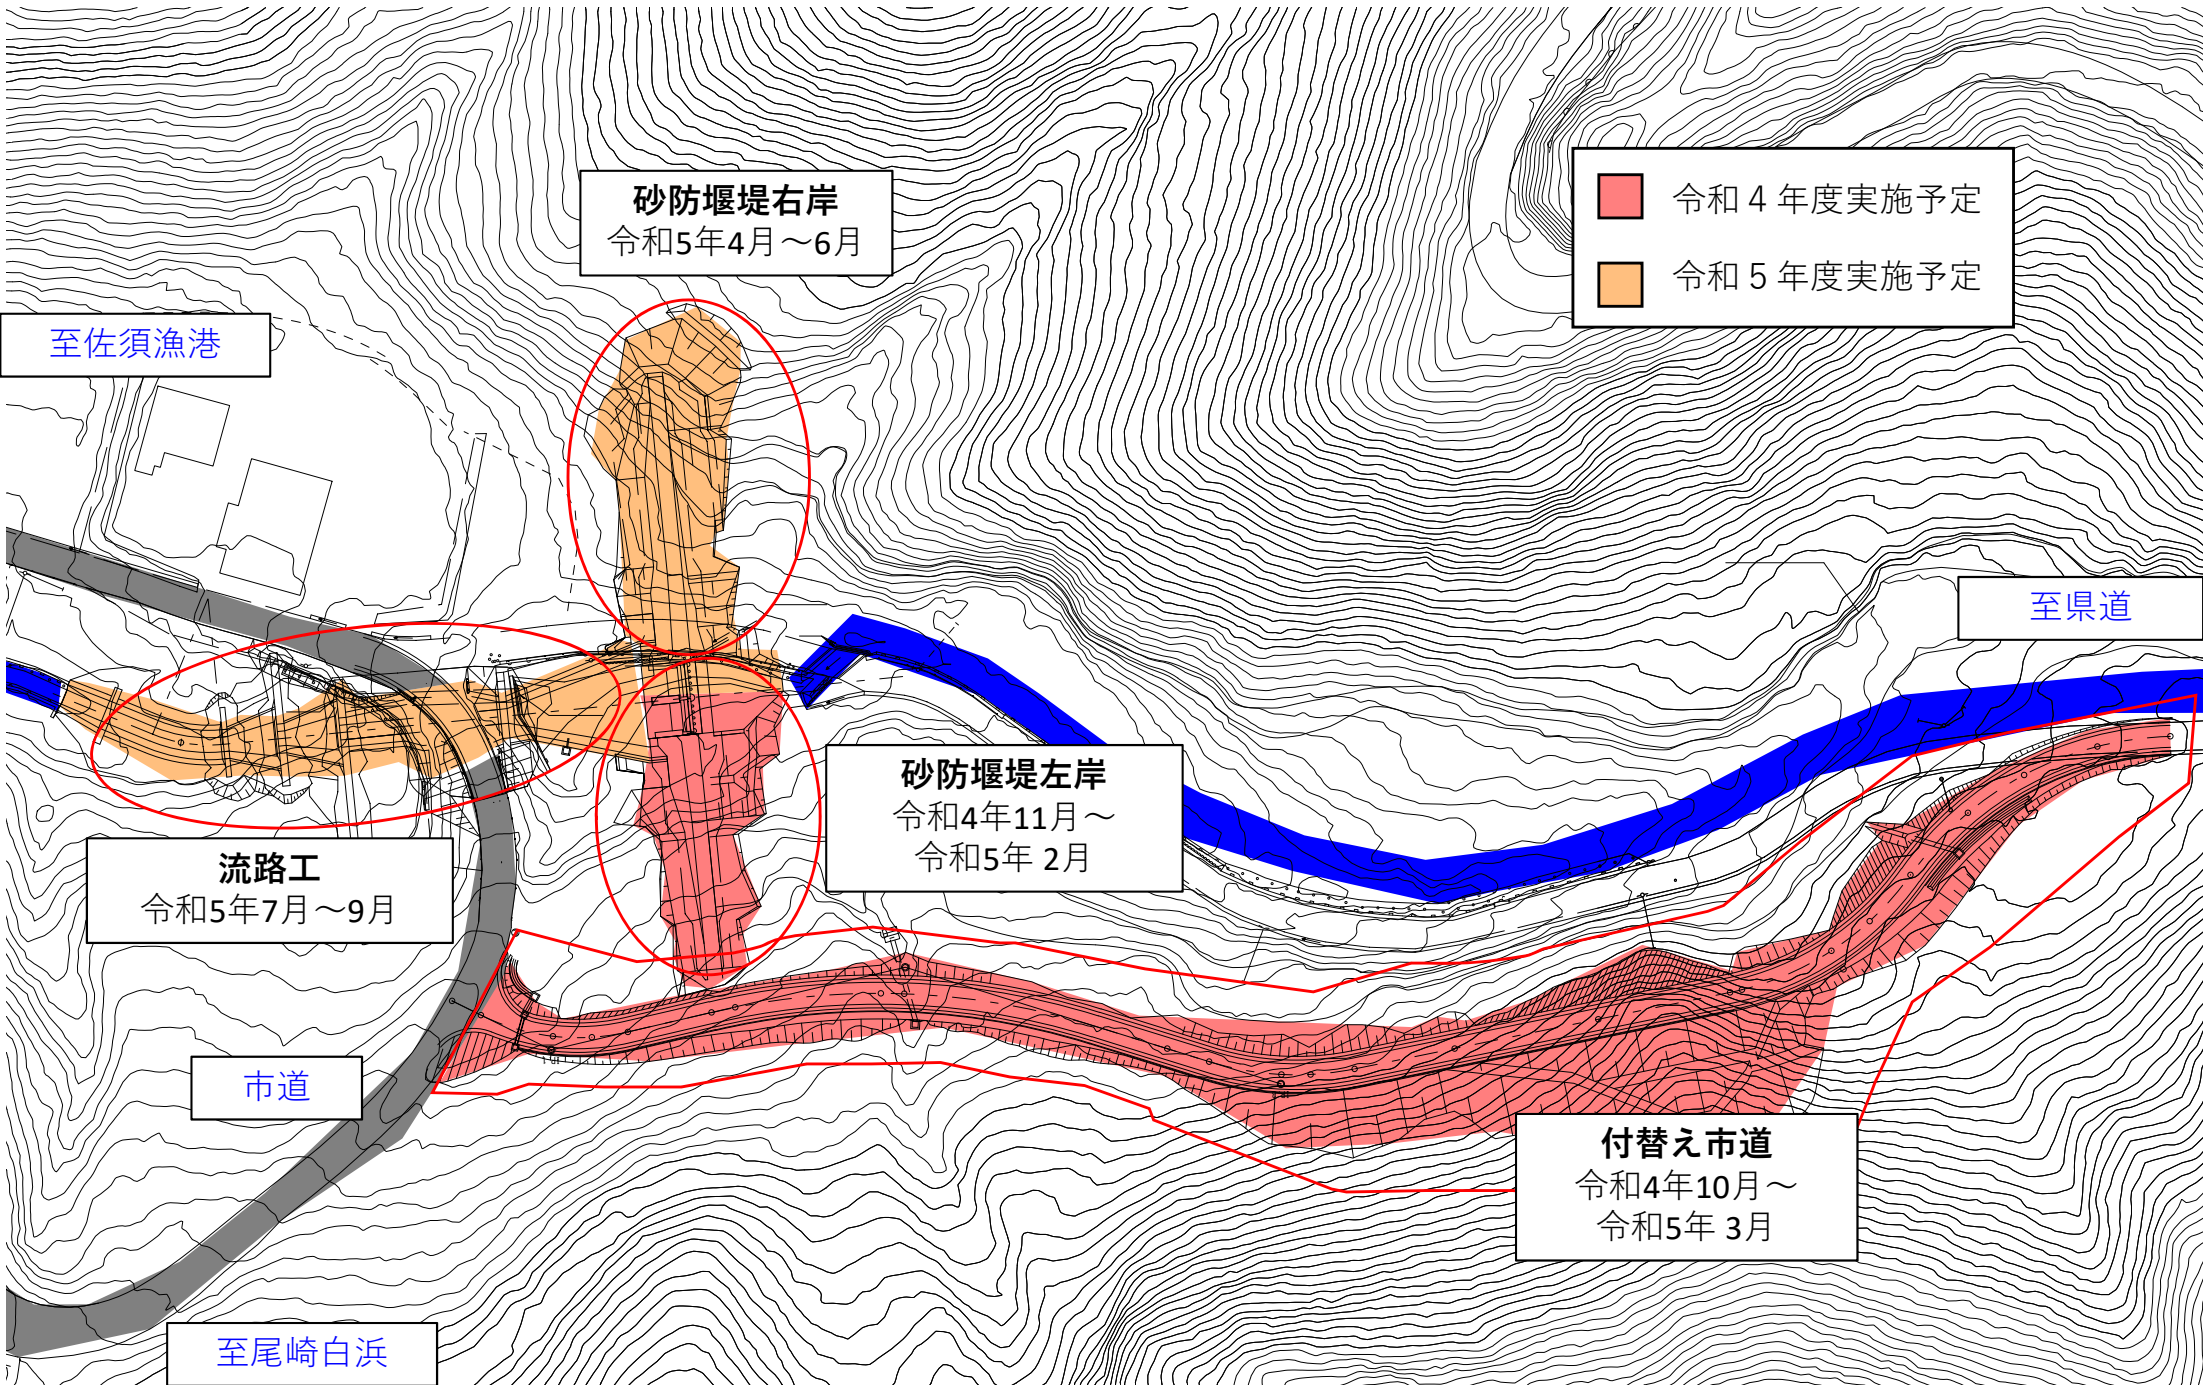 砂防堰堤右岸
令和5年4月～6月
令和４年度実施予定
令和５年度実施予定
至佐須漁港
至県道
砂防堰堤左岸
令和4年11月～
令和5年 2月
流路工
令和5年7月～9月
市道
付替え市道
令和4年10月～
令和5年 3月
至尾崎白浜